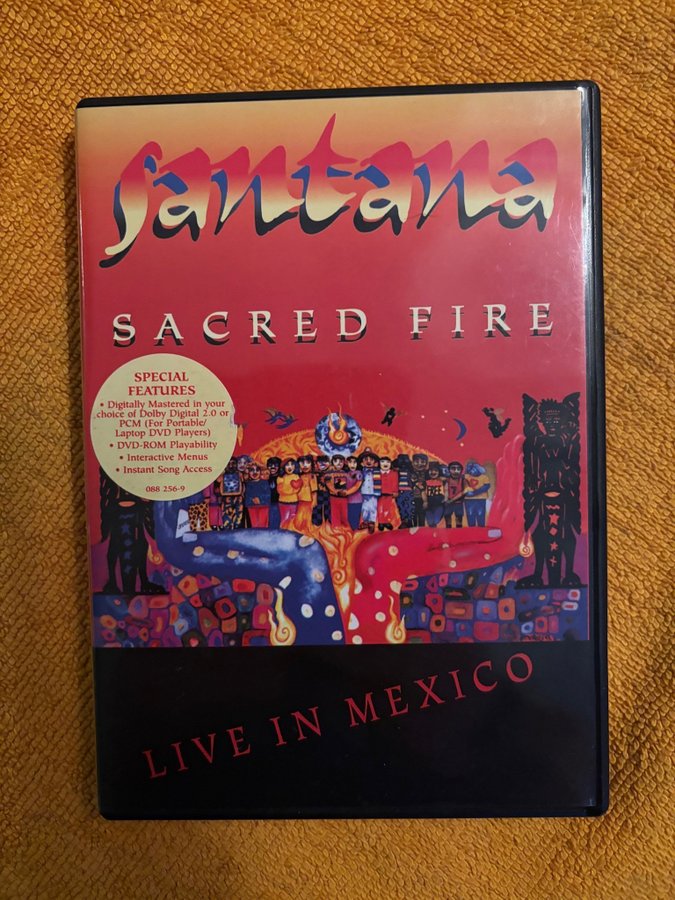 Santana
SACRED FIRE
SPECIAL
FEATURES
• Digitally Mastered in your
choice of Dolby Digital 2.0 or
PCM (For Portable/
Laptop DVD Players)
• DVD-ROM Playability
• Interactive Menus
• Instant Song Access
088 256-9
LIVE IN MEXICO